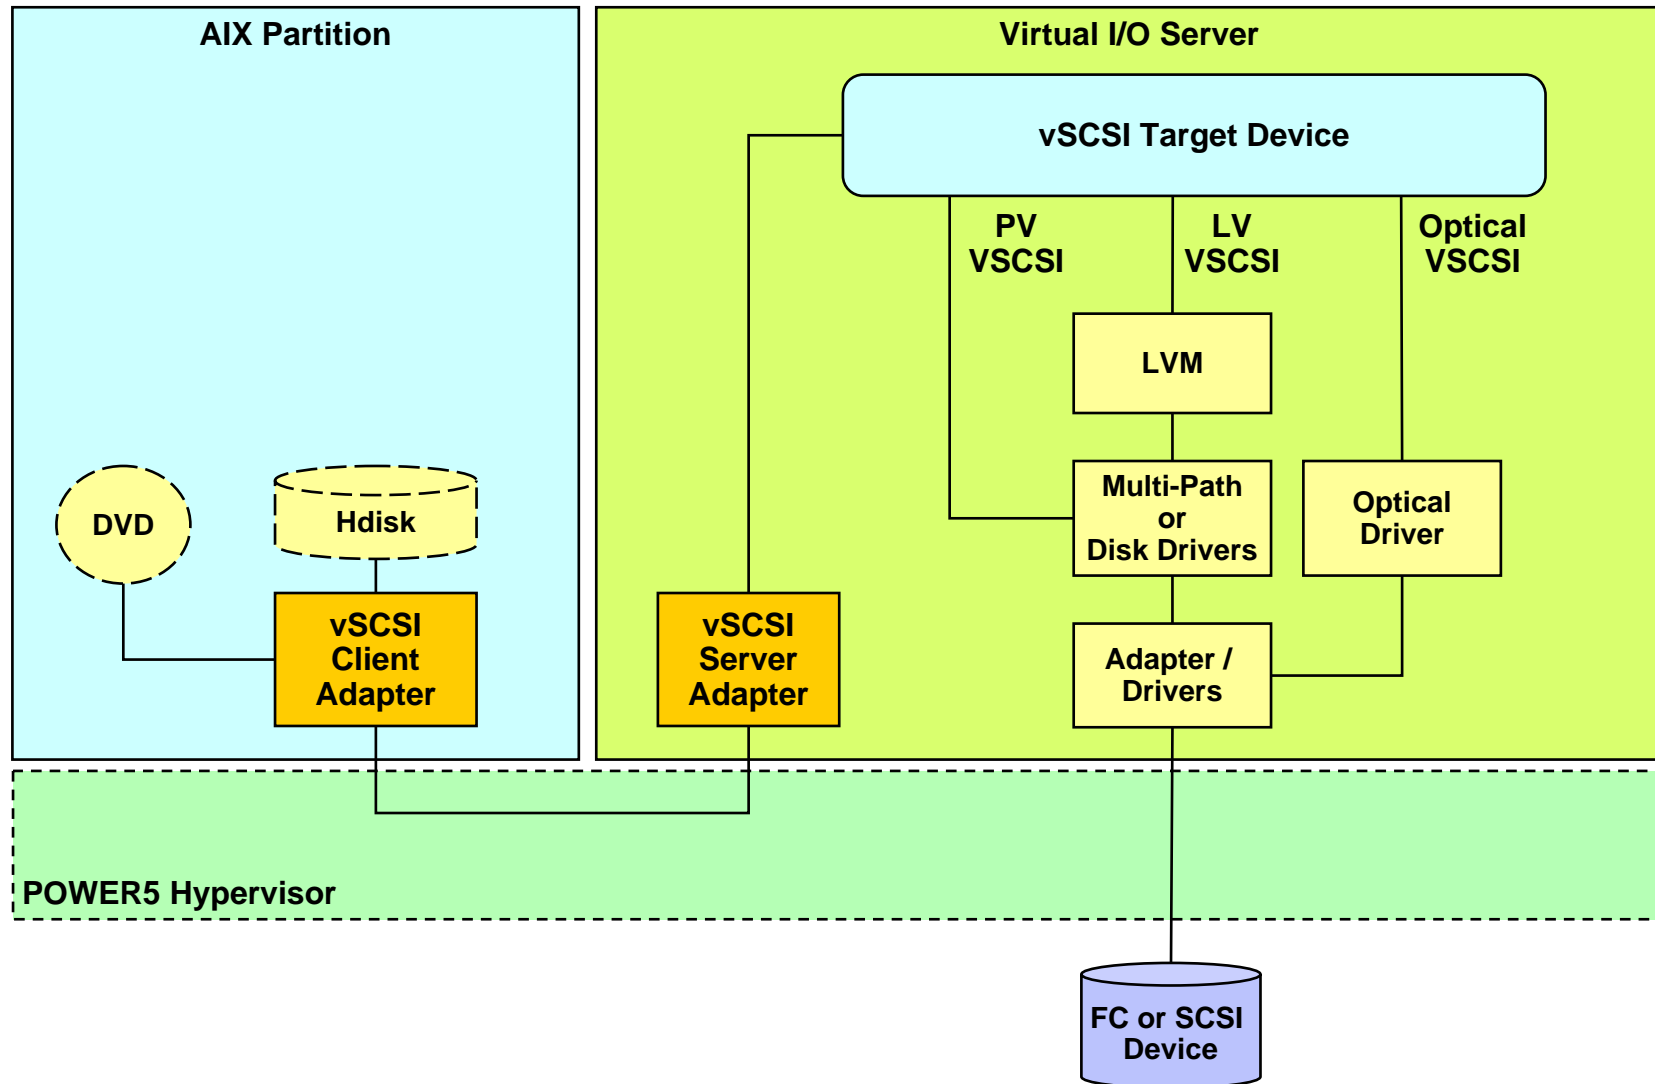 AIX Partition
Virtual I/O Server
vSCSI Target Device
PV
VSCSI
LV
VSCSI
Optical
VSCSI
LVM
DVD
Hdisk
Multi-Path
or
Disk Drivers
Optical
Driver
vSCSI
Client
Adapter
vSCSI
Server
Adapter
Adapter /
Drivers
POWER5 Hypervisor
FC or SCSI
Device